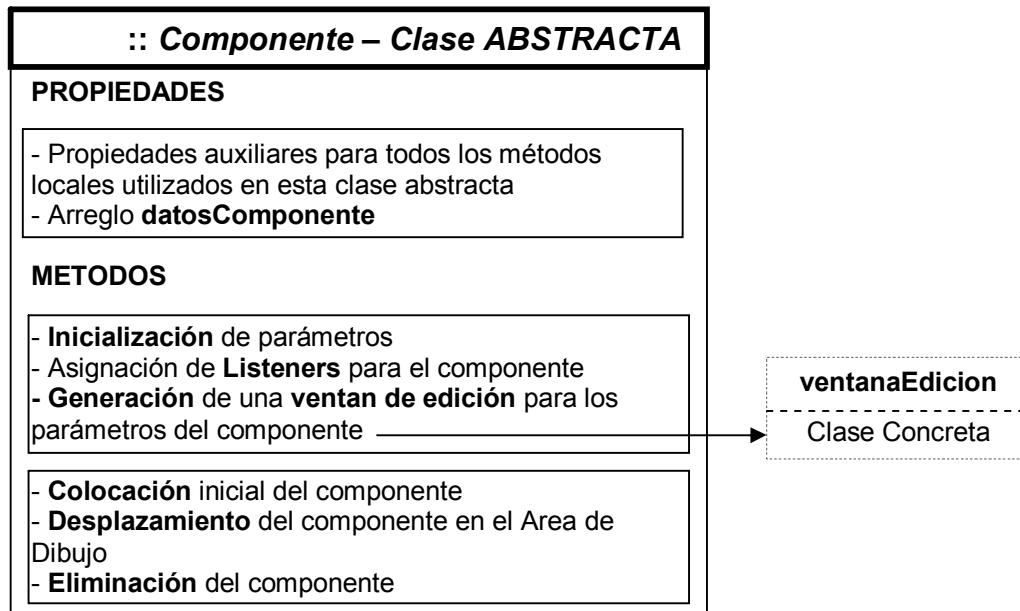 :: Componente – Clase ABSTRACTA
PROPIEDADES
- Propiedades auxiliares para todos los métodos
locales utilizados en esta clase abstracta
- Arreglo datosComponente
METODOS
- Inicialización de parámetros
- Asignación de Listeners para el componente
- Generación de una ventan de edición para los
parámetros del componente
ventanaEdicion
Clase Concreta
- Colocación inicial del componente
- Desplazamiento del componente en el Area de
Dibujo
- Eliminación del componente